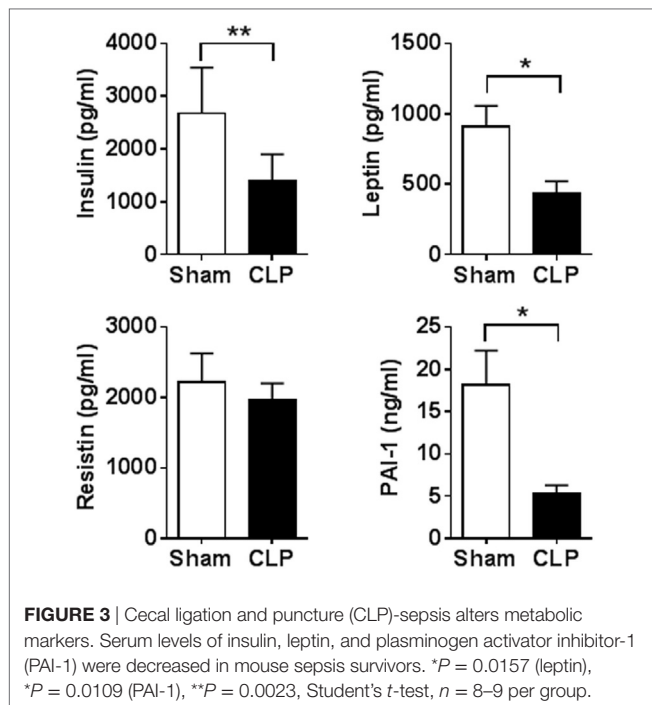 **
*
4000
3000
2000
1000
0
Insulin (pg/ml)
Sham CLP
1500
1000
500
0
Leptin (pg/ml)
Sham CLP
3000
2000
1000
0
Resistin (pg/ml)
Sham CLP
*
25
20
15
10
5
0
PAI-1 (ng/ml)
Sham CLP
FIGURE 3 | Cecal ligation and puncture (CLP)-sepsis alters metabolic
markers. Serum levels of insulin, leptin, and plasminogen activator inhibitor-1
(PAI-1) were decreased in mouse sepsis survivors. *P = 0.0157 (leptin),
*P = 0.0109 (PAI-1), **P = 0.0023, Student’s t-test, n = 8–9 per group.